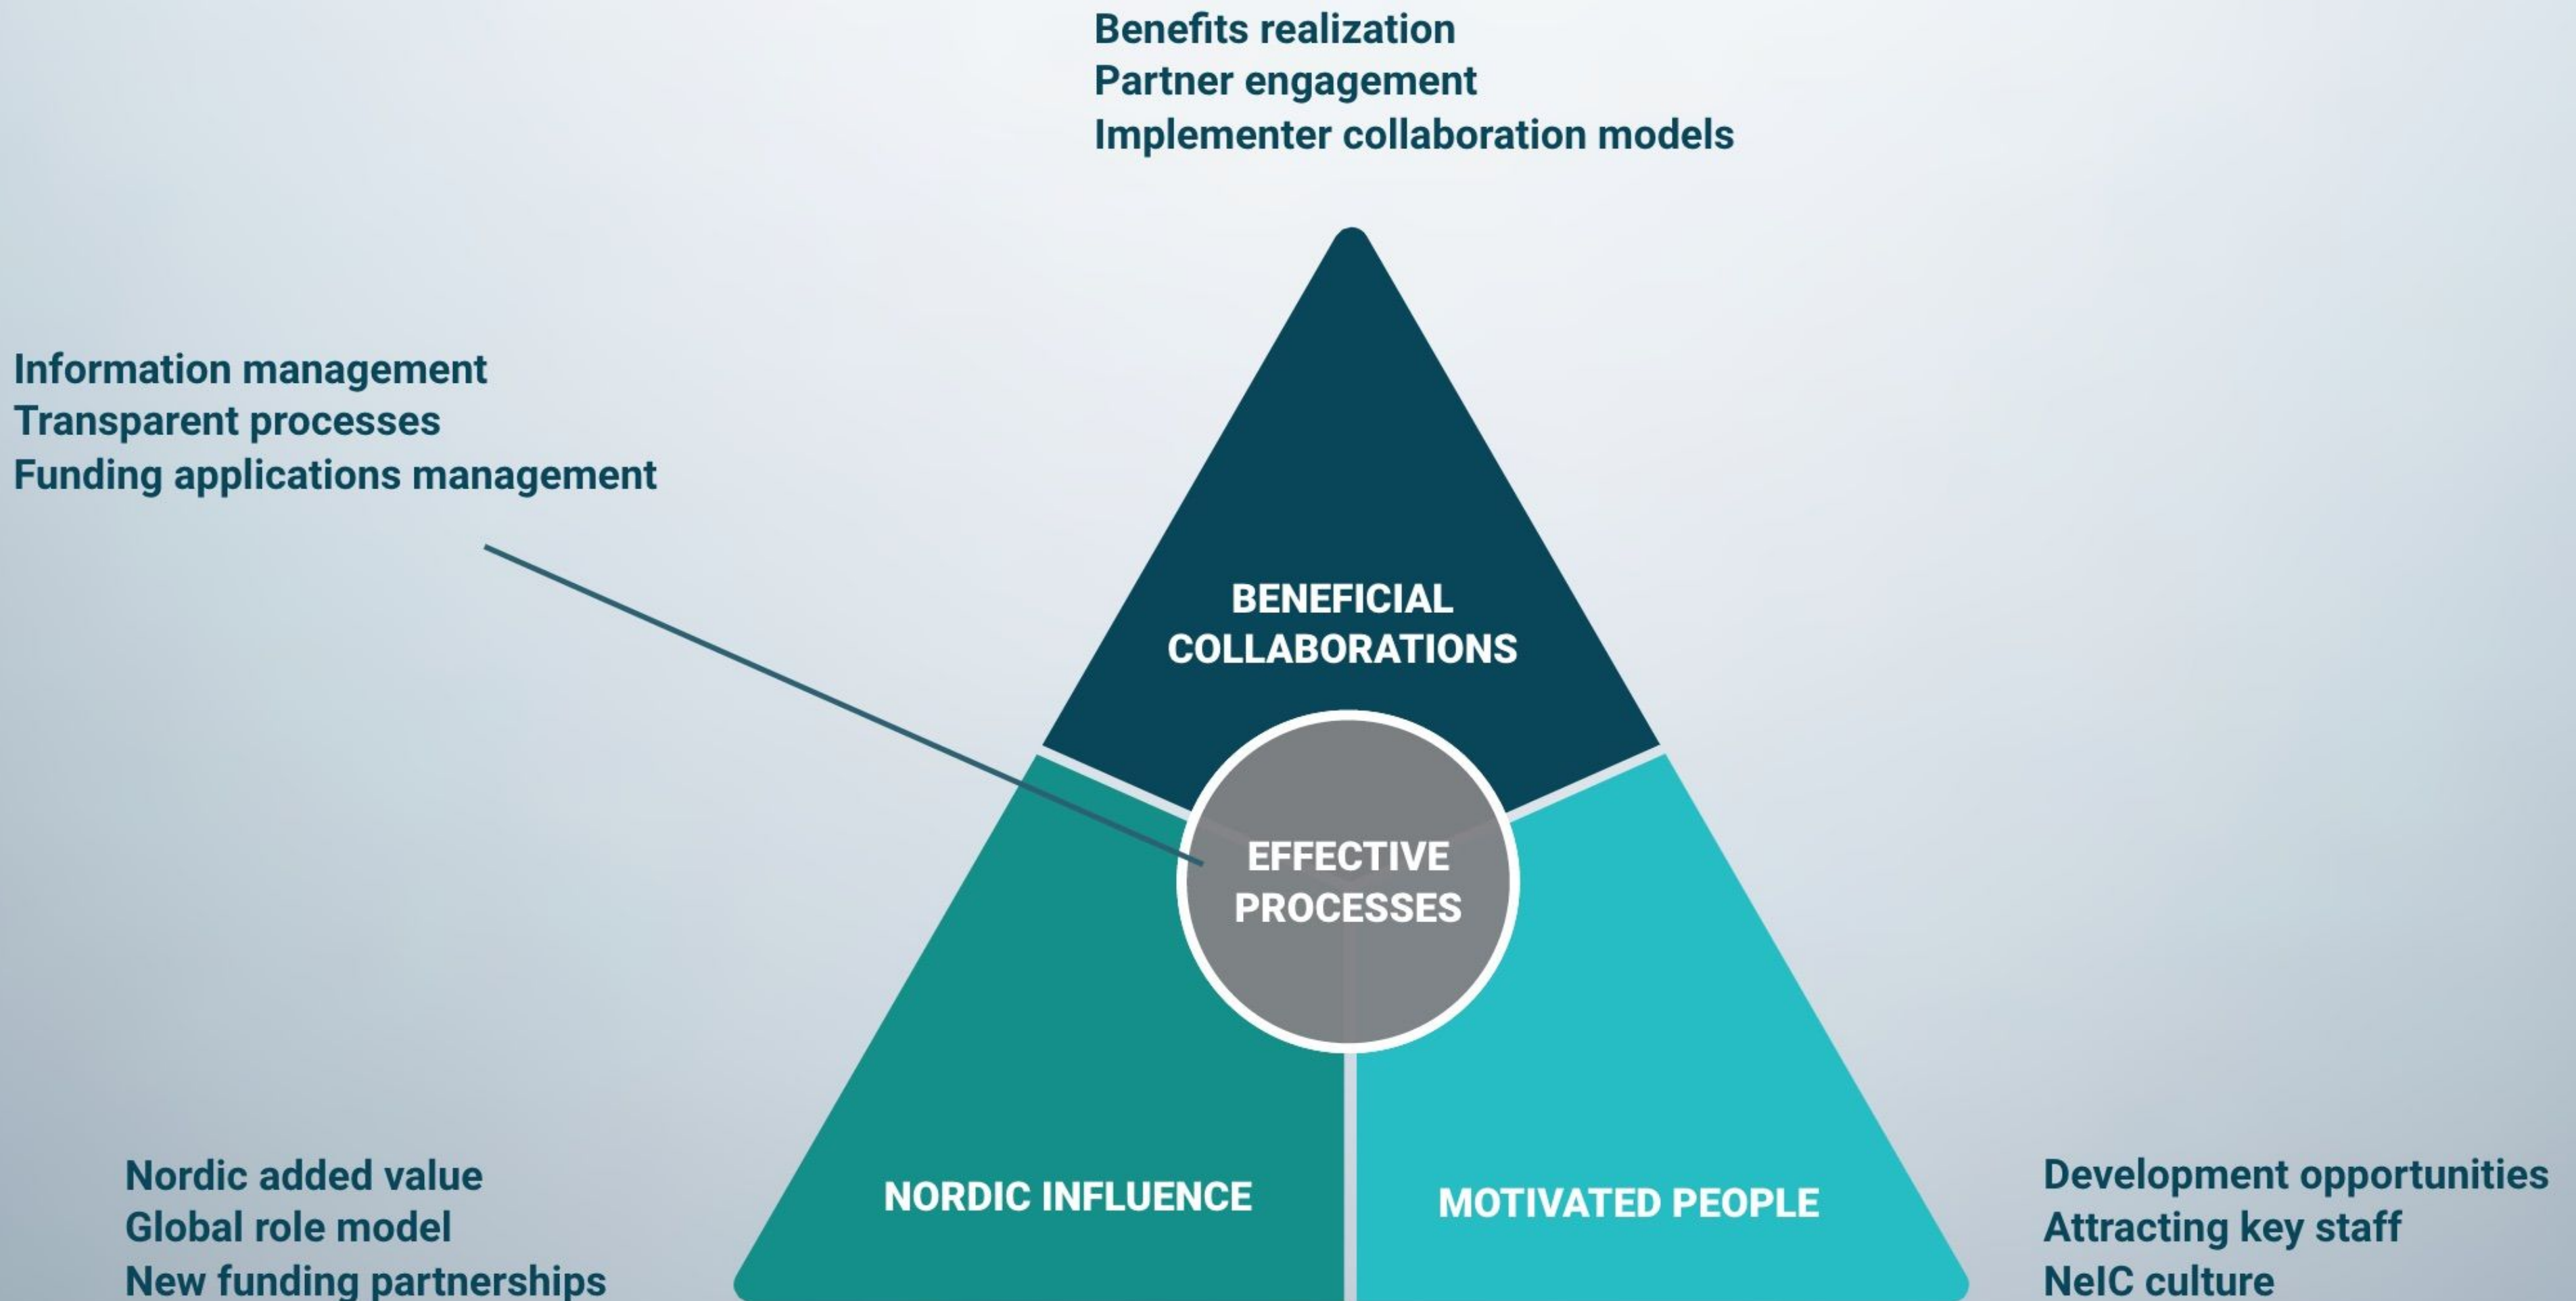 Benefits realization
Partner engagement
Implementer collaboration models
Information management
Transparent processes
Funding applications management
BENEFICIAL
COLLABORATIONS
EFFECTIVE
PROCESSES
NORDIC INFLUENCE
MOTIVATED PEOPLE
Nordic added value
Global role model
New funding partnerships
Development opportunities
Attracting key staff
NeIC culture